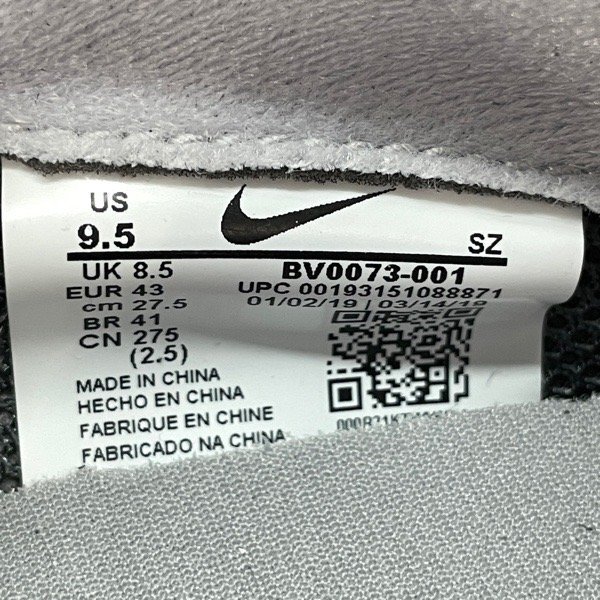 US
9.5
SZ
UK 8.5
BV0073-001
EUR 43
UPC 00193151088871
cm 27.5
01/02/19 | 03/14/19
BR 41
CN 275
(2.5)
MADE IN CHINA
HECHO EN CHINA
FABRIQUE EN CHINE
FABRICADO NA CHINA